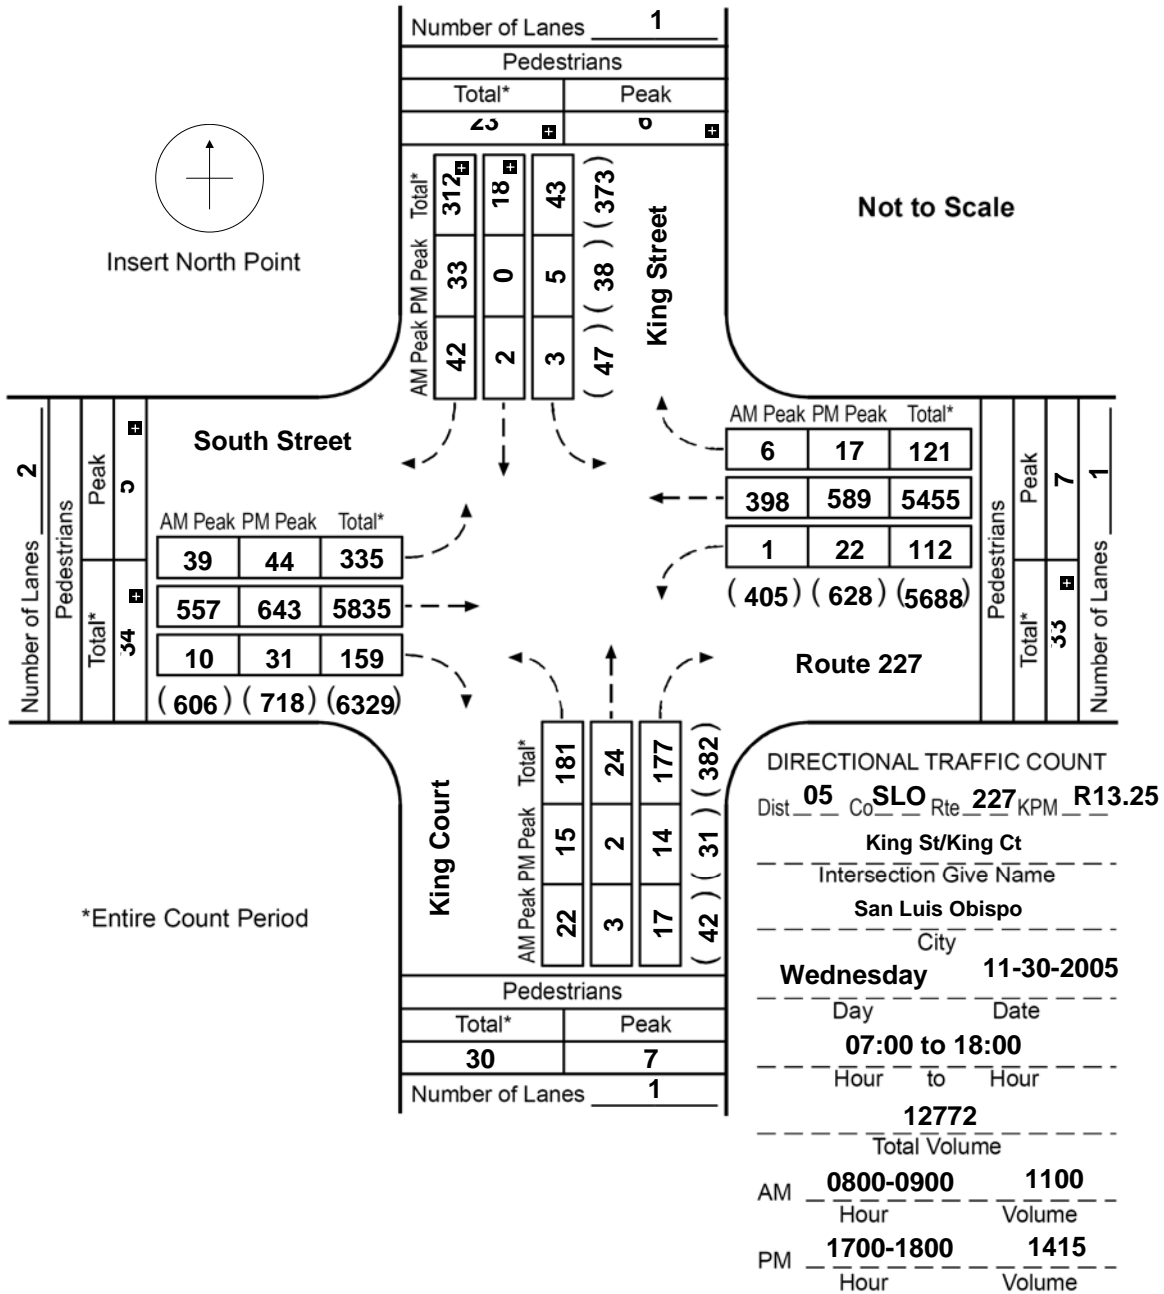 Number of Lanes 1
Pedestrians
Total* Peak
23 6
Total* 312 18 43 (373)
PM Peak 33 0 5 (38)
AM Peak 42 2 3 (47)
King Street
Insert North Point
Not to Scale
Number of Lanes 2
Pedestrians
Total* Peak
34 5
South Street
AM Peak PM Peak Total*
39 44 335
557 643 5835
10 31 159
(606) (718) (6329)
AM Peak PM Peak Total*
6 17 121
398 589 5455
1 22 112
(405) (628) (5688)
Route 227
Pedestrians
Total* Peak
33 7
Number of Lanes 1
King Court
Total* 181 24 177 (382)
PM Peak 15 2 14 (31)
AM Peak 22 3 17 (42)
*Entire Count Period
Pedestrians
Total* Peak
30 7
Number of Lanes 1
DIRECTIONAL TRAFFIC COUNT
Dist 05 Co SLO Rte 227 KPM R13.25
King St/King Ct
Intersection Give Name
San Luis Obispo
City
Wednesday 11-30-2005
Day Date
07:00 to 18:00
Hour to Hour
12772
Total Volume
AM 0800-0900 1100
Hour Volume
PM 1700-1800 1415
Hour Volume